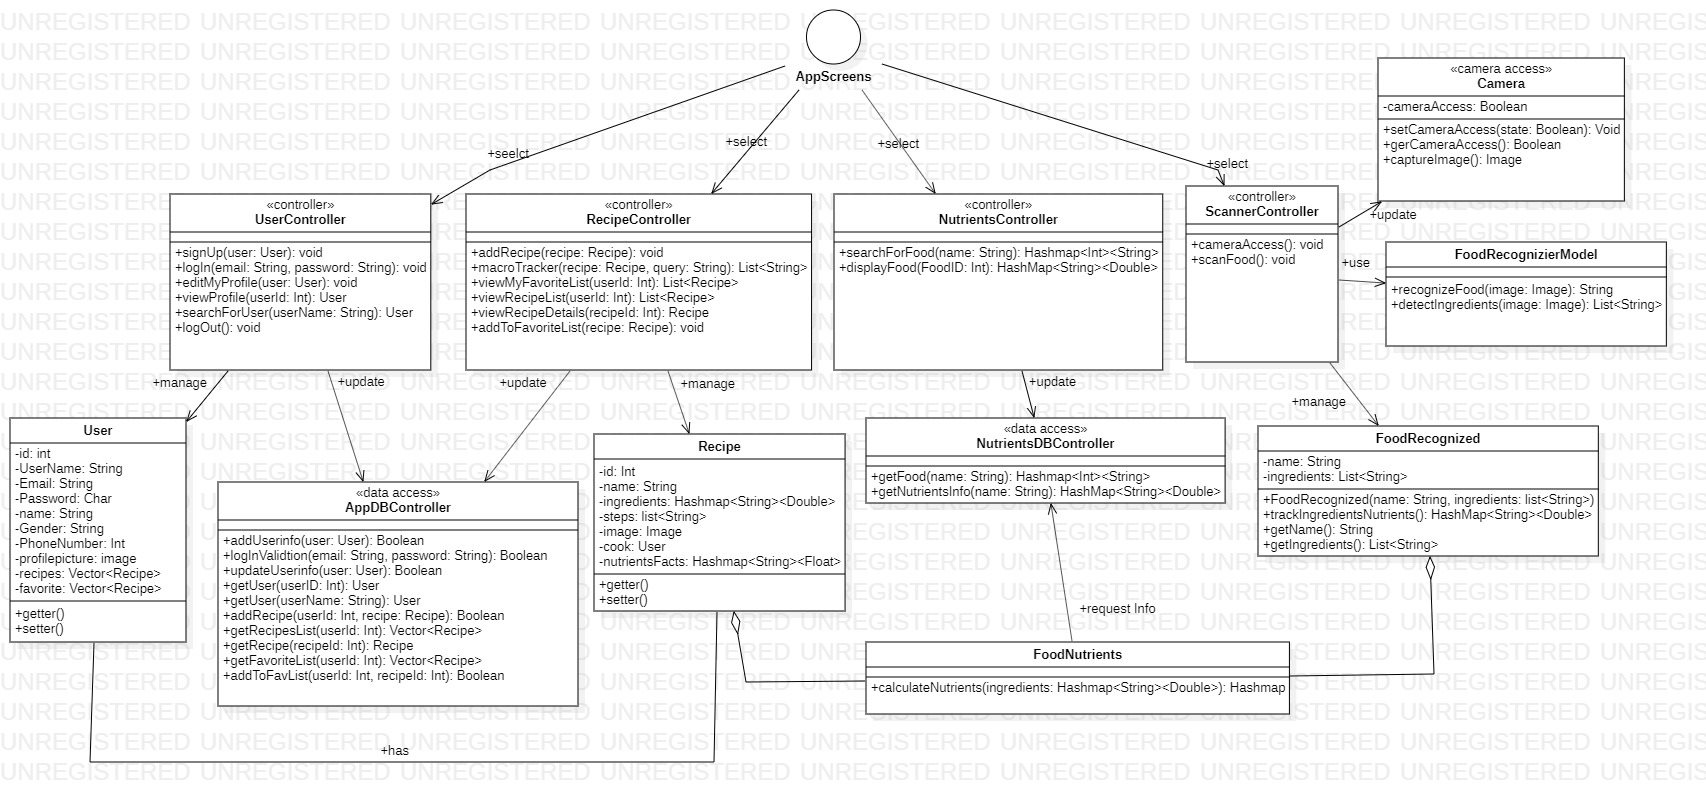 AppScreens
+seelct
+select
+select
+select
«camera access»
Camera
-cameraAccess: Boolean
+setCameraAccess(state: Boolean): Void
+gerCameraAccess(): Boolean
+captureImage(): Image
«controller»
UserController
+signUp(user: User): void
+logIn(email: String, password: String): void
+editMyProfile(user: User): void
+viewProfile(userId: Int): User
+searchForUser(userName: String): User
+logOut(): void
«controller»
RecipeController
+addRecipe(recipe: Recipe): void
+macroTracker(recipe: Recipe, query: String): List<String>
+viewMyFavoriteList(userId: Int): List<Recipe>
+viewRecipeList(userId: Int): List<Recipe>
+viewRecipeDetails(recipeId: Int): Recipe
+addToFavoriteList(recipe: Recipe): void
«controller»
NutrientsController
+searchForFood(name: String): Hashmap<Int><String>
+displayFood(FoodID: Int): HashMap<String><Double>
«controller»
ScannerController
+cameraAccess(): void
+scanFood(): void
+update
+use
FoodRecognizierModel
+recognizeFood(image: Image): String
+detectIngredients(image: Image): List<String>
+manage
+update
+update
+manage
+update
+manage
User
-id: int
-UserName: String
-Email: String
-Password: Char
-name: String
-Gender: String
-PhoneNumber: Int
-profilepicture: image
-recipes: Vector<Recipe>
-favorite: Vector<Recipe>
+getter()
+setter()
«data access»
AppDBController
+addUserinfo(user: User): Boolean
+logInValidtion(email: String, password: String): Boolean
+updateUserinfo(user: User): Boolean
+getUser(userID: Int): User
+getUser(userName: String): User
+addRecipe(userId: Int, recipe: Recipe): Boolean
+getRecipesList(userId: Int): Vector<Recipe>
+getRecipe(recipeId: Int): Recipe
+getFavoriteList(userId: Int): Vector<Recipe>
+addToFavList(userId: Int, recipeId: Int): Boolean
Recipe
-id: Int
-name: String
-ingredients: Hashmap<String><Double>
-steps: list<String>
-image: Image
-cook: User
-nutrientsFacts: Hashmap<String><Float>
+getter()
+setter()
«data access»
NutrientsDBController
+getFood(name: String): Hashmap<Int><String>
+getNutrientsInfo(name: String): HashMap<String><Double>
FoodRecognized
-name: String
-ingredients: List<String>
+FoodRecognized(name: String, ingredients: list<String>)
+trackIngredientsNutrients(): HashMap<String><Double>
+getName(): String
+getIngredients(): List<String>
+request Info
FoodNutrients
+calculateNutrients(ingredients: Hashmap<String><Double>): Hashmap
+has